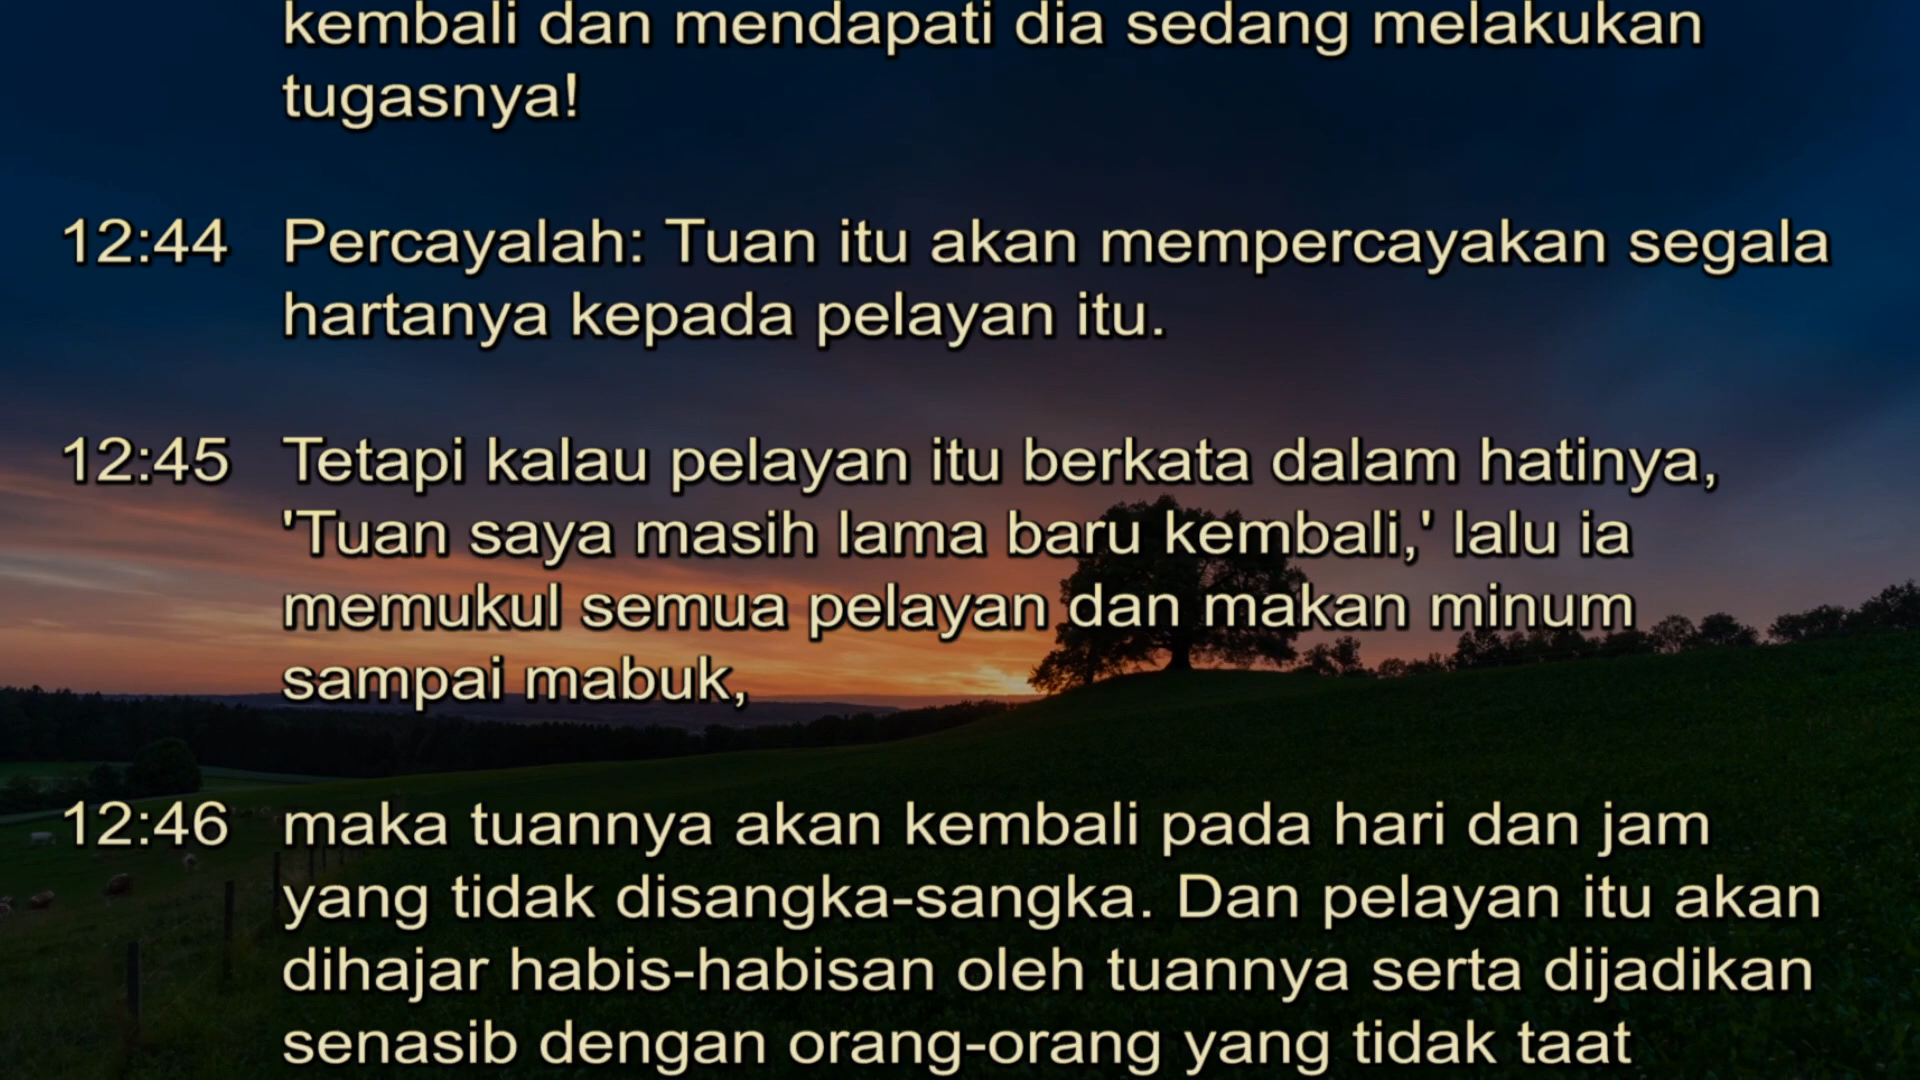 kembali dan mendapati dia sedang melakukan
tugasnya!
12:44 Percayalah: Tuan itu akan mempercayakan segala
hartanya kepada pelayan itu.
12:45 Tetapi kalau pelayan itu berkata dalam hatinya,
'Tuan saya masih lama baru kembali,' lalu ia
memukul semua pelayan dan makan minum
sampai mabuk,
12:46 maka tuannya akan kembali pada hari dan jam
yang tidak disangka-sangka. Dan pelayan itu akan
dihajar habis-habisan oleh tuannya serta dijadikan
senasib dengan orang-orang yang tidak taat